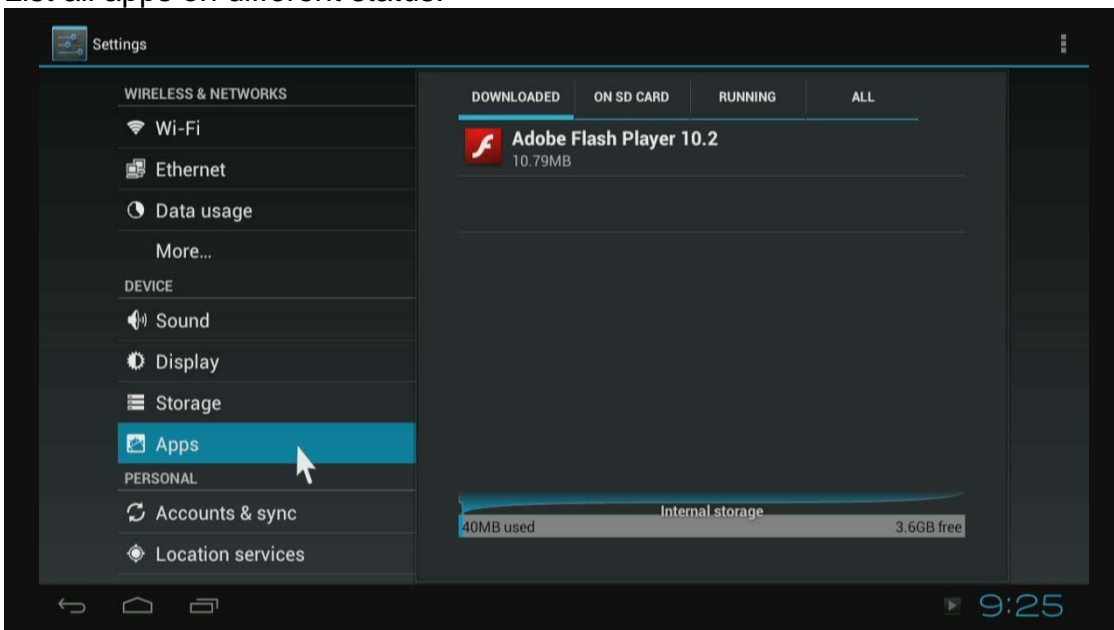 List all apps on different status.
Settings
WIRELESS & NETWORKS
Wi-Fi
Ethernet
Data usage
More...
DEVICE
Sound
Display
Storage
Apps
PERSONAL
Accounts & sync
Location services
DOWNLOADED ON SD CARD RUNNING ALL
Adobe Flash Player 10.2
10.79MB
Internal storage
40MB used 3.6GB free
9:25